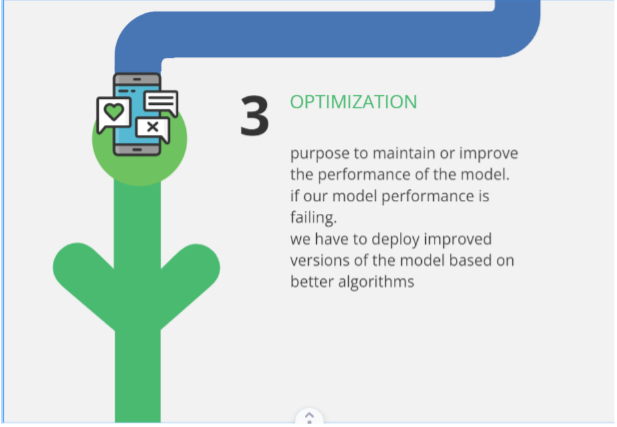 3
OPTIMIZATION
purpose to maintain or improve
the performance of the model.
if our model performance is
failing.
we have to deploy improved
versions of the model based on
better algorithms